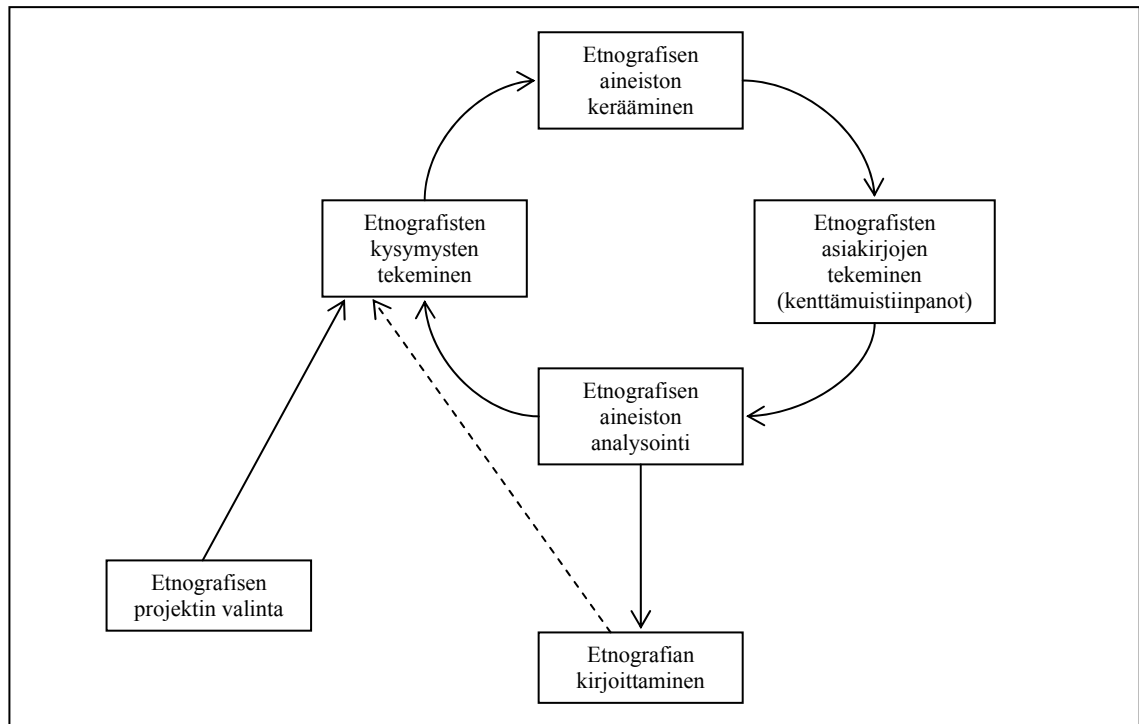 Etnografisen
aineiston
kerääminen
Etnografisten
kysymysten
tekeminen
Etnografisten
asiakirjojen
tekeminen
(kenttämuistiinpanot)
Etnografisen
aineiston
analysointi
Etnografisen
projektin valinta
Etnografian
kirjoittaminen